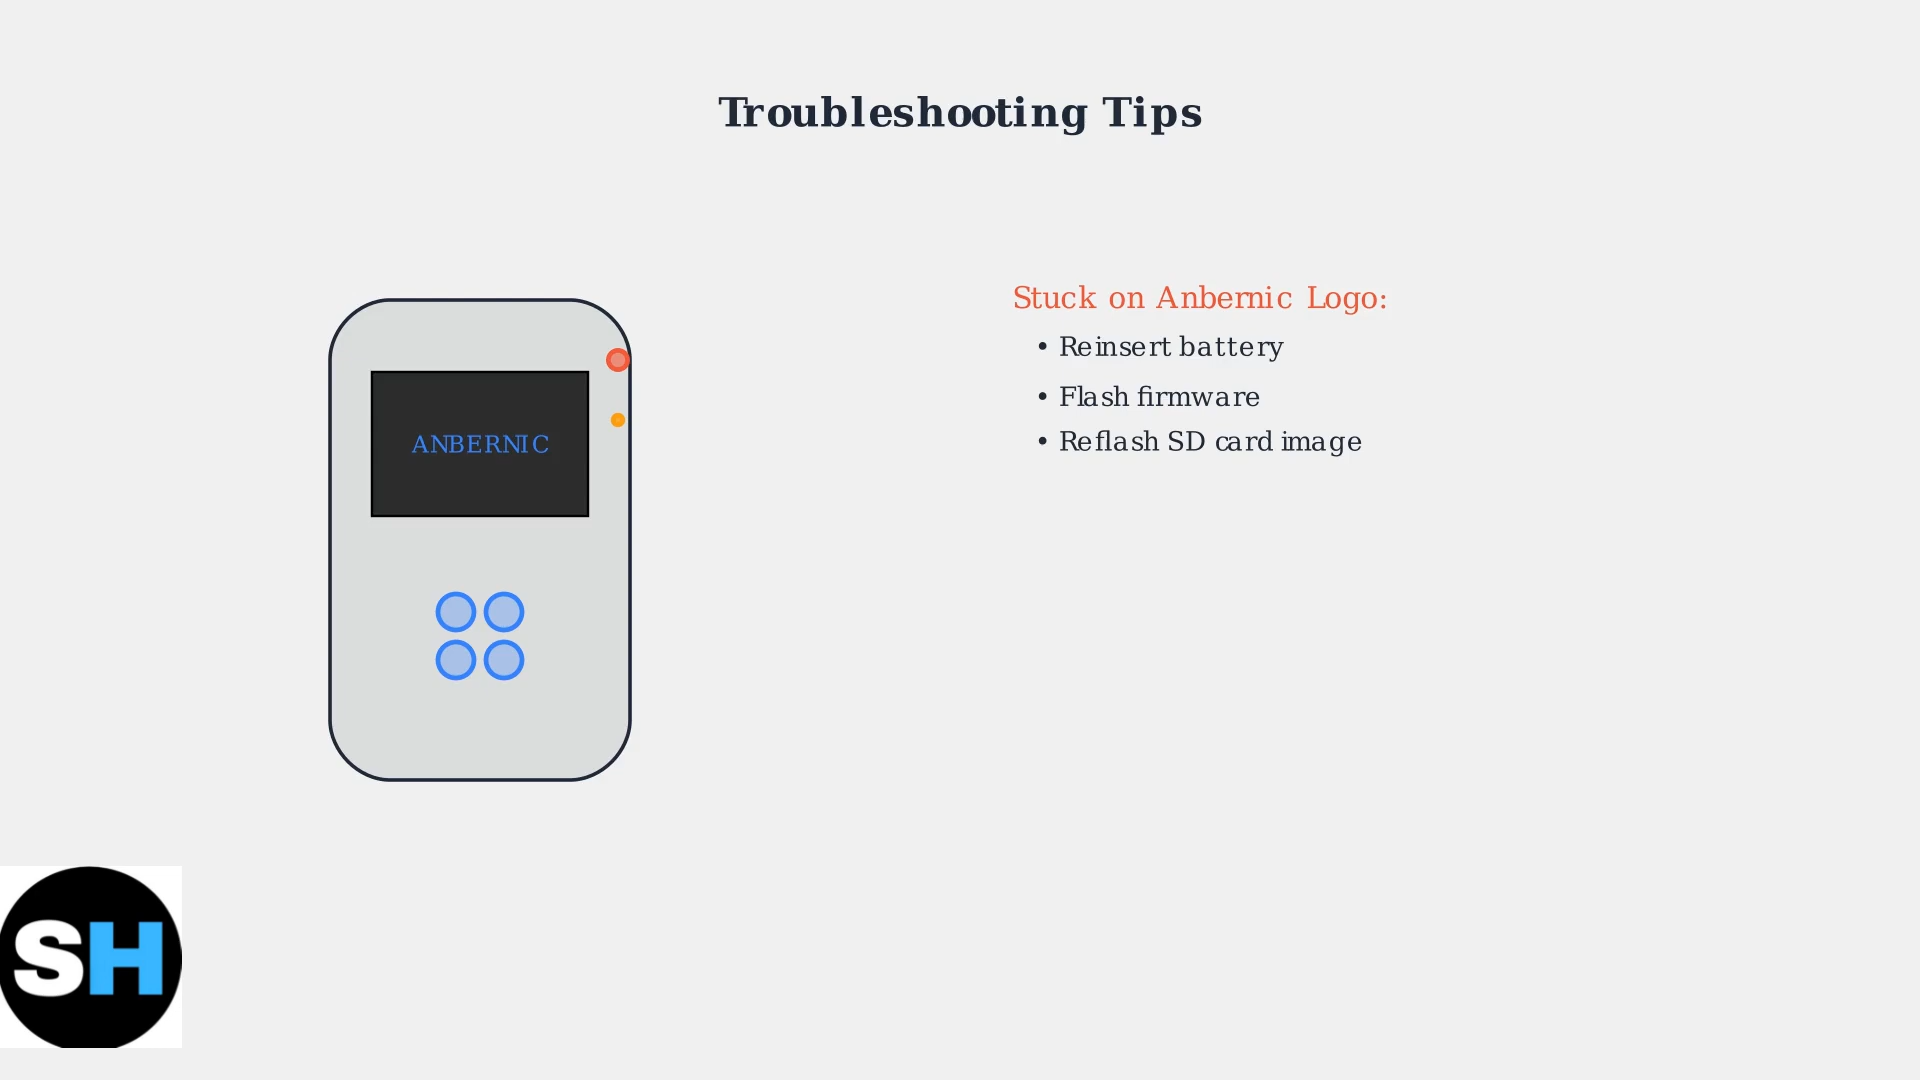 Troubleshooting Tips
ANBERNIC
Stuck on Anbernic Logo:
• Reinsert battery
• Flash firmware
• Reflash SD card image
SH